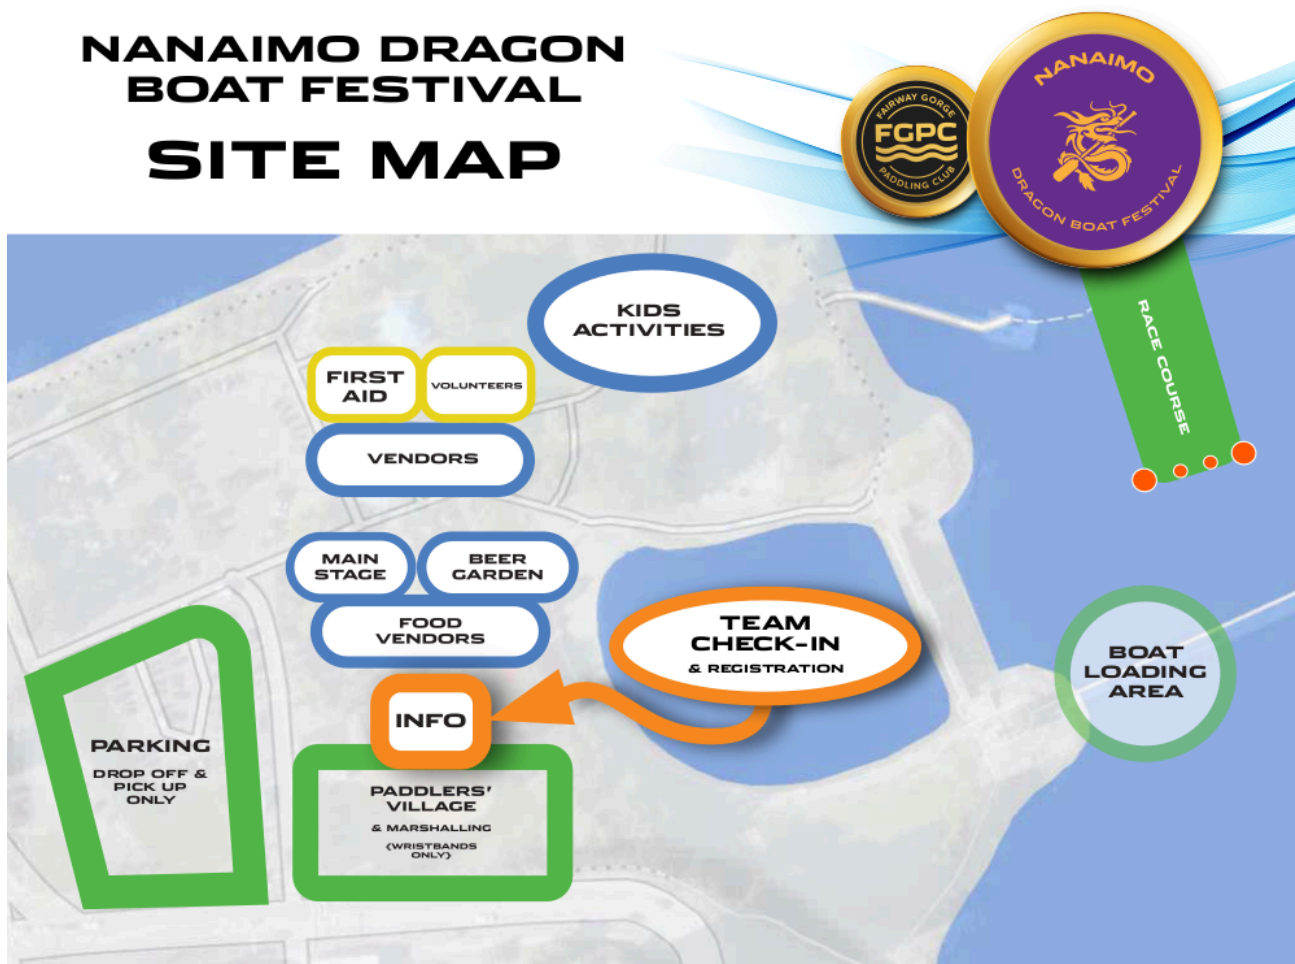 NANAIMO DRAGON
BOAT FESTIVAL
SITE MAP
FAIRWAY GORGE
FGPC
PADDLING CLUB
NANAIMO
DRAGON BOAT FESTIVAL
RACE COURSE
KIDS
ACTIVITIES
FIRST
AID
VOLUNTEERS
VENDORS
MAIN
STAGE
BEER
GARDEN
FOOD
VENDORS
TEAM
CHECK-IN
& REGISTRATION
BOAT
LOADING
AREA
INFO
PARKING
DROP OFF &
PICK UP
ONLY
PADDLERS'
VILLAGE
& MARSHALLING
(WRISTBANDS
ONLY)